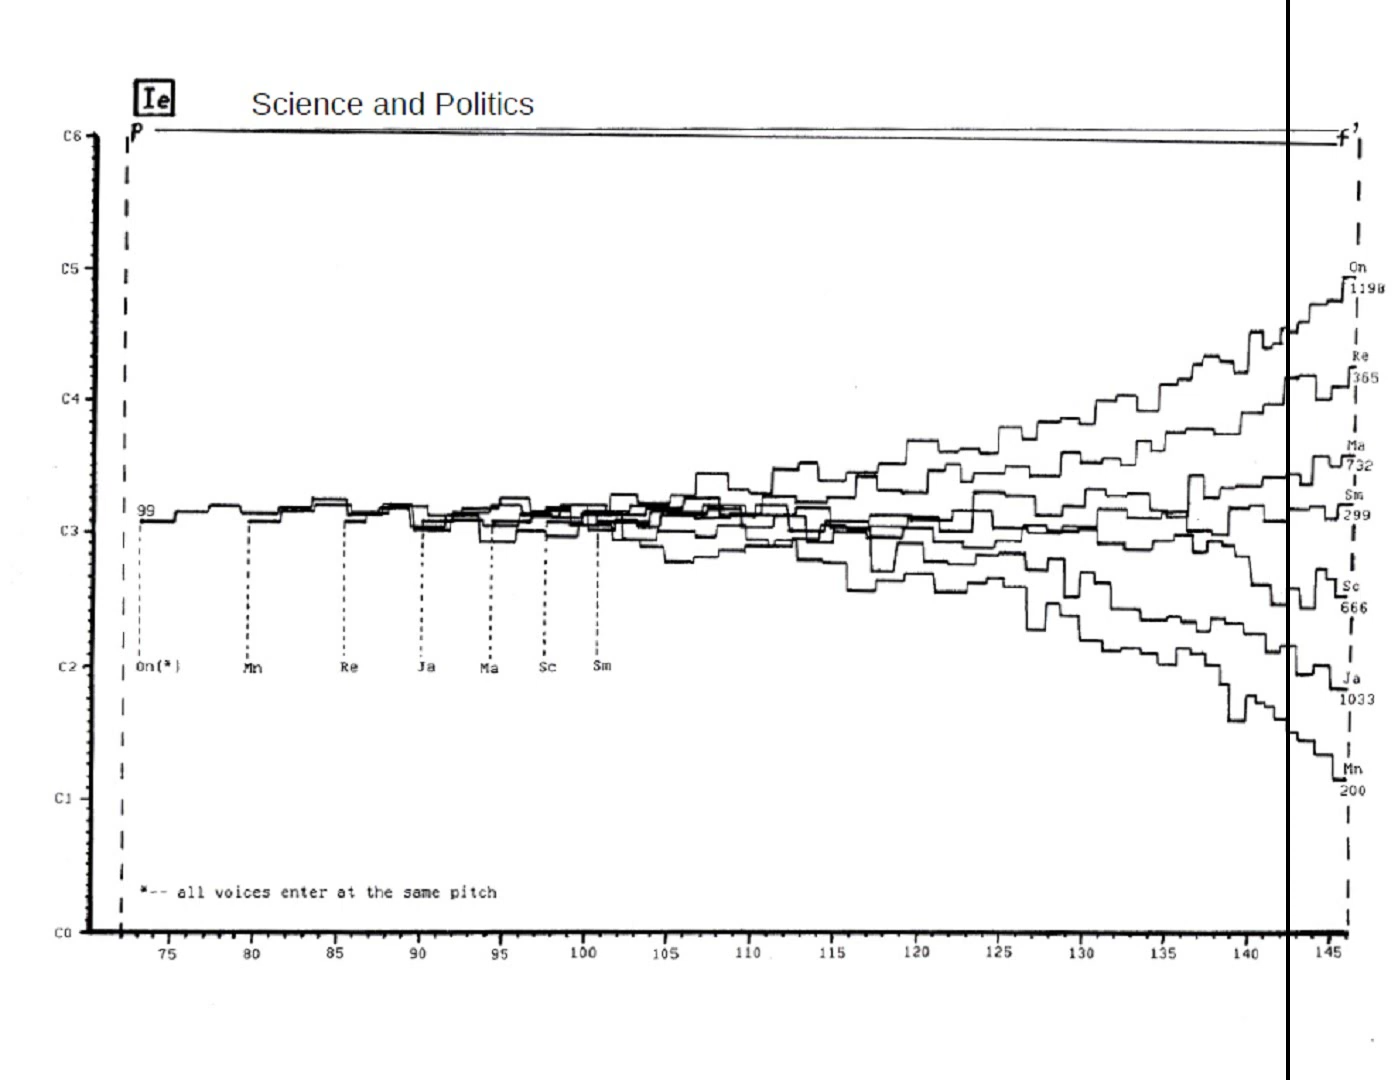 Ie Science and Politics
C6 p f'
C5 On
1198
Re
365
C4
Ma
732
Sm
99 299
C3
Sc
666
C2 On(*) Mn Re Ja Ma Sc Sm
Ja
1033
Mn
C1 200
*-- all voices enter at the same pitch
C0
75 80 85 90 95 100 105 110 115 120 125 130 135 140 145